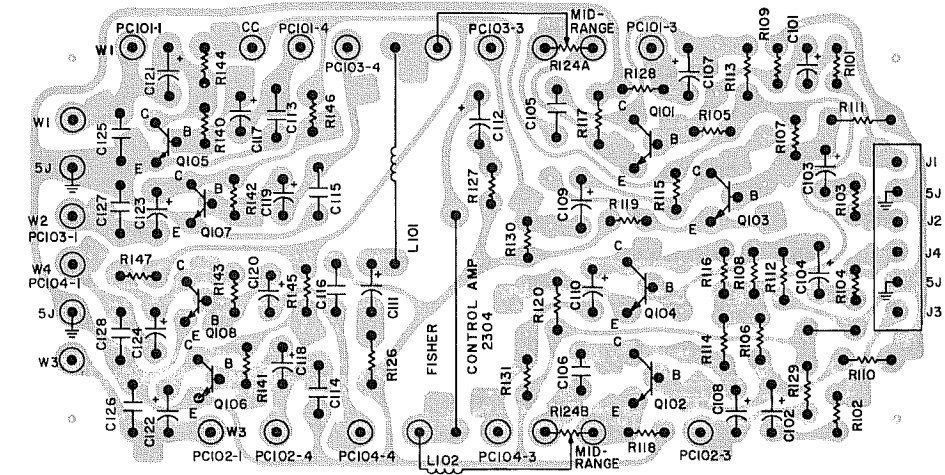 PC101-1
CC
PC101-4
PC103-3
MID-RANGE
PC101-3
R109
C101
W1
PC103-4
R124A
C121
R144
R128
C107
R113
R101
W1
C125
R140
C117
C113
R146
C112
C105
R117
Q101
R105
R107
R111
C
B
E
Q105
C
B
E
5J
J1
C127
C123
Q107
C
B
E
R142
C119
C115
R127
C109
R119
R115
Q103
C
B
E
C103
R103
5J
W2
PC103-1
J2
L101
R130
W4
PC104-1
R147
R143
C120
R145
C116
C111
C110
Q104
C
B
E
R116
R108
R112
C104
R104
J4
5J
C
B
E
Q108
R120
5J
J3
C128
C124
FISHER
CONTROL AMP
2304
R114
R106
W3
C
B
E
Q106
R141
C118
C114
R126
R131
C106
C
B
E
Q102
R129
R110
C126
C122
R124B
C108
C102
R102
W3
PC102-1
PC102-4
PC104-4
L102
PC104-3
MID-RANGE
R118
PC102-3